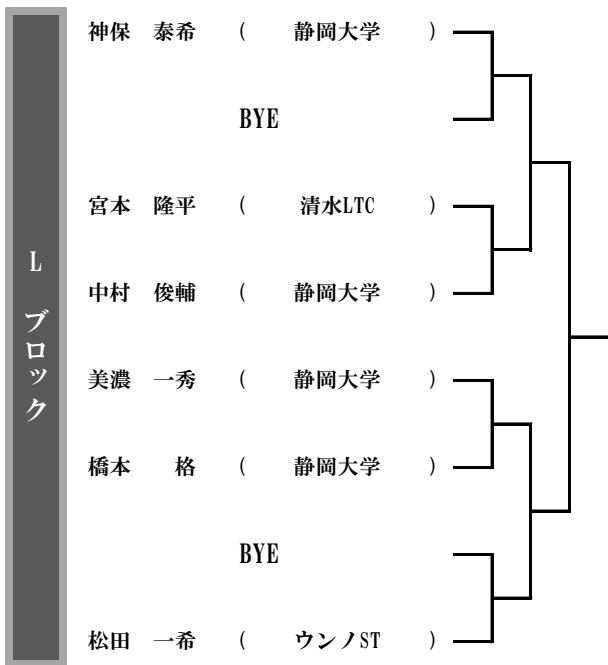 L ブロック
神保 泰希 ( 静岡大学 )
BYE
宮本 隆平 ( 清水LTC )
中村 俊輔 ( 静岡大学 )
美濃 一秀 ( 静岡大学 )
橋本 格 ( 静岡大学 )
BYE
松田 一希 ( ウンノST )